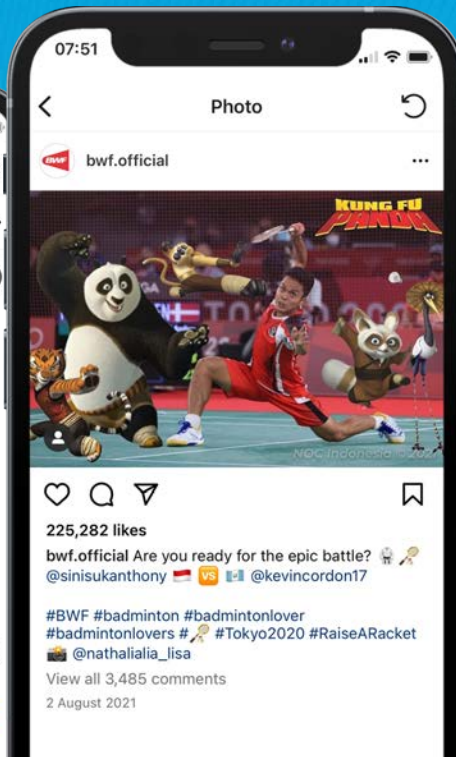 07:51
Photo
BWF
bwf.official
KUNG FU
PANDA
NOC Indonesia ©202
225,282 likes
bwf.official Are you ready for the epic battle? 🥋 🏸
@sinisukanthony 🇮🇩 🆚 🇬🇹 @kevincordon17
#BWF #badminton #badmintonlover
#badmintonlovers #🏸 #Tokyo2020 #RaiseARacket
📸 @nathalialia_lisa
View all 3,485 comments
2 August 2021